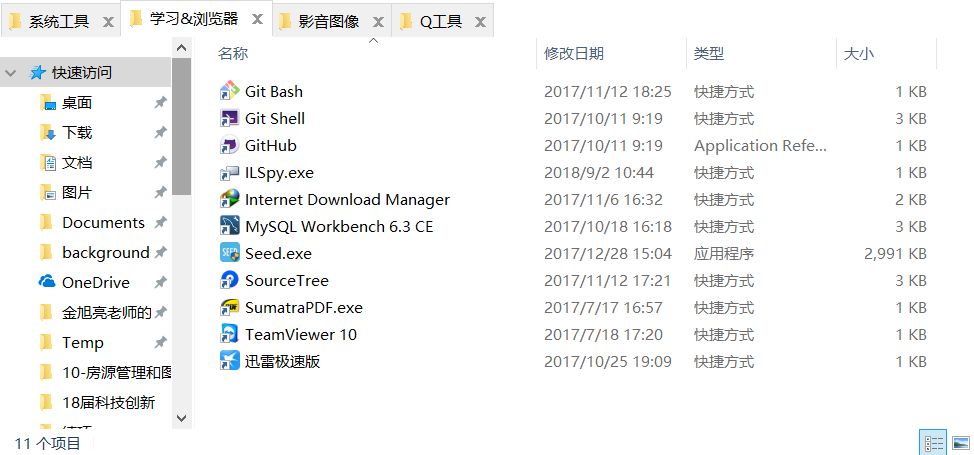 系统工具 学习&浏览器 影音图像 Q工具
名称 修改日期 类型 大小
快速访问
桌面
下载
文档
图片
Documents
background
OneDrive
金旭亮老师的
Temp
10-房源管理和图
18届科技创新
Git Bash 2017/11/12 18:25 快捷方式 1 KB
Git Shell 2017/10/11 9:19 快捷方式 3 KB
GitHub 2017/10/11 9:19 Application Refe... 1 KB
ILSpy.exe 2018/9/2 10:44 快捷方式 1 KB
Internet Download Manager 2017/11/6 16:32 快捷方式 2 KB
MySQL Workbench 6.3 CE 2017/10/18 16:18 快捷方式 3 KB
Seed.exe 2017/12/28 15:04 应用程序 2,991 KB
SourceTree 2017/11/12 17:21 快捷方式 3 KB
SumatraPDF.exe 2017/7/17 16:57 快捷方式 1 KB
TeamViewer 10 2017/7/18 17:20 快捷方式 1 KB
迅雷极速版 2017/10/25 19:09 快捷方式 1 KB
11 个项目